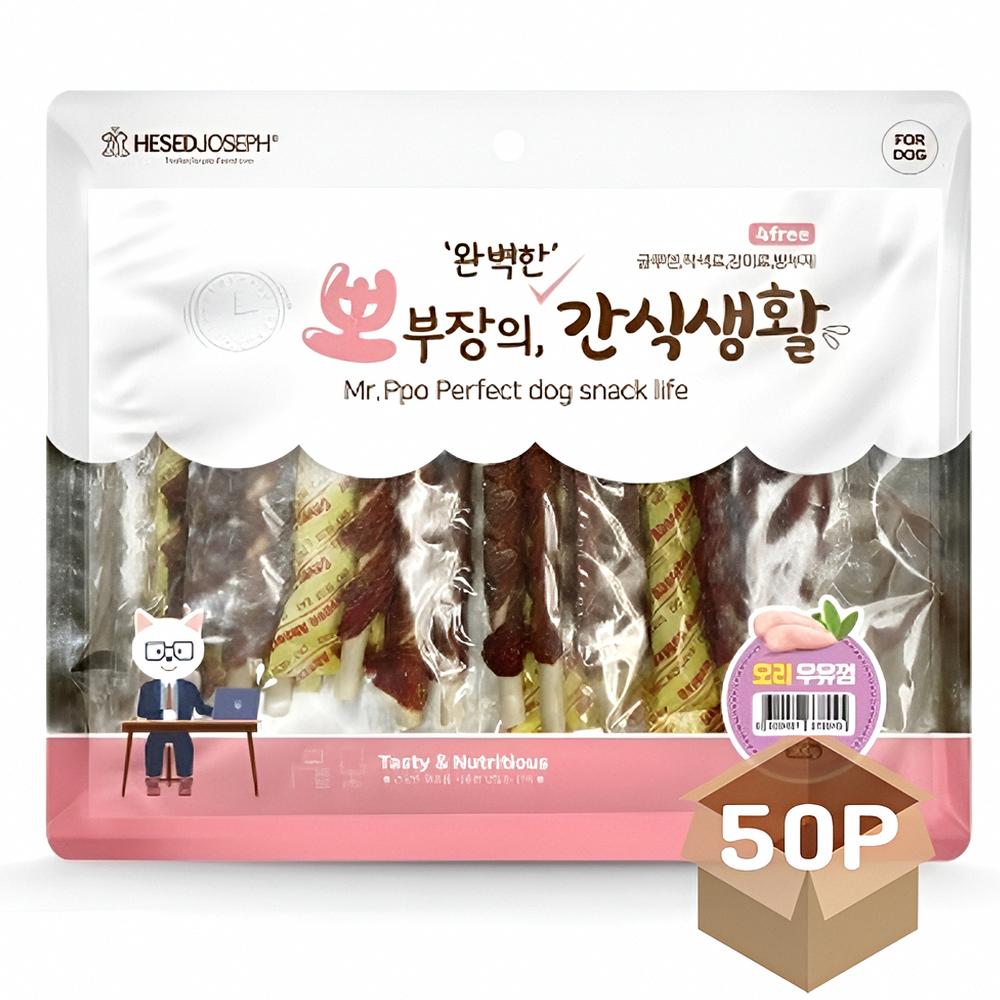 HESEDJOSEPH®
FOR DOG
4free
'완벽한'
뽀부장의, 간식생활
Mr.Ppo Perfect dog snack life
오리 우유껌
Tasty & Nutritious
50P